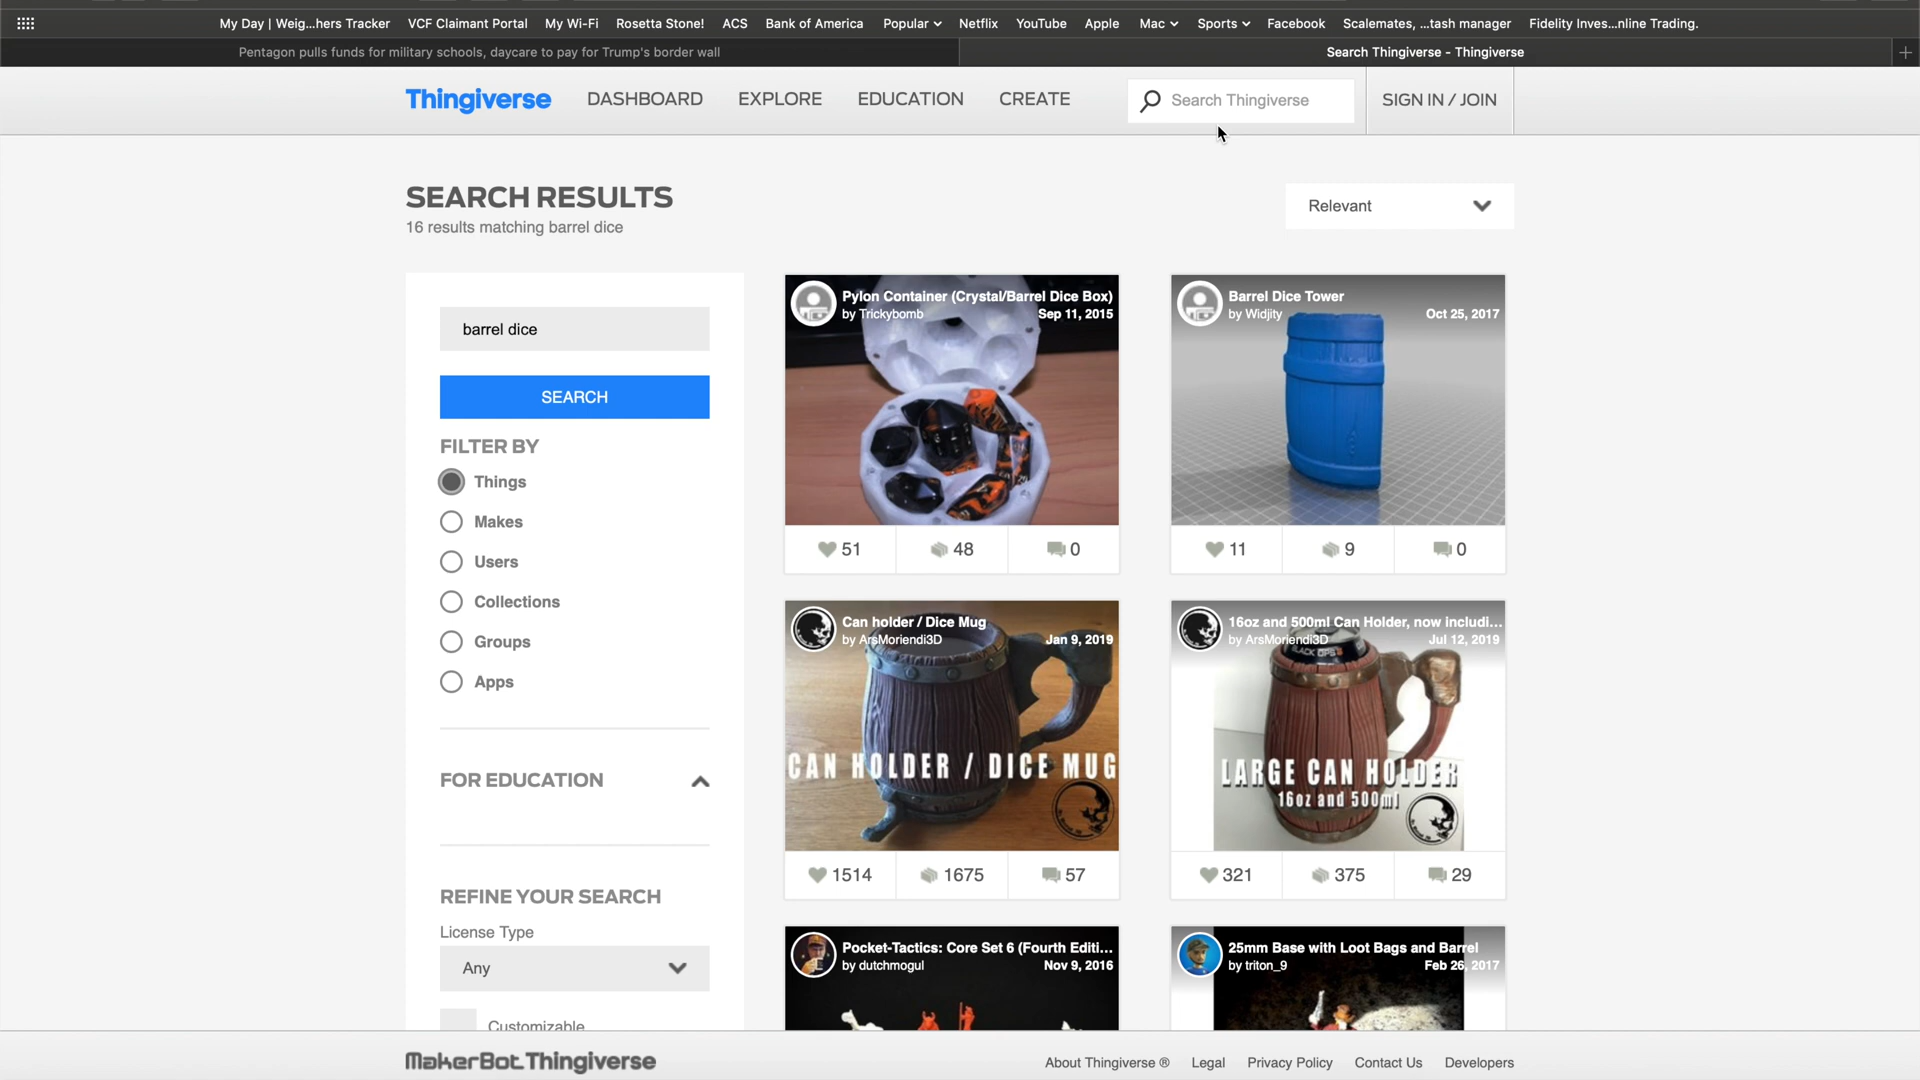 My Day | Weig...hers Tracker VCF Claimant Portal My Wi-Fi Rosetta Stone! ACS Bank of America Popular Netflix YouTube Apple Mac Sports Facebook Scalemates, ...tash manager Fidelity Inves...nline Trading.
Pentagon pulls funds for military schools, daycare to pay for Trump's border wall
Search Thingiverse - Thingiverse
Thingiverse DASHBOARD EXPLORE EDUCATION CREATE Search Thingiverse SIGN IN / JOIN
SEARCH RESULTS
16 results matching barrel dice
Relevant
barrel dice
SEARCH
FILTER BY
Things
Makes
Users
Collections
Groups
Apps
FOR EDUCATION
REFINE YOUR SEARCH
License Type
Any
Customizable
Pylon Container (Crystal/Barrel Dice Box)
by Trickybomb Sep 11, 2015
51 48 0
Barrel Dice Tower
by Widjity Oct 25, 2017
11 9 0
Can holder / Dice Mug
by ArsMoriendi3D Jan 9, 2019
CAN HOLDER / DICE MUG
1514 1675 57
16oz and 500ml Can Holder, now includi...
by ArsMoriendi3D Jul 12, 2019
BLACK OPS
LARGE CAN HOLDER
16oz and 500ml
321 375 29
Pocket-Tactics: Core Set 6 (Fourth Editi...
by dutchmogul Nov 9, 2016
25mm Base with Loot Bags and Barrel
by triton_9 Feb 26, 2017
MakerBot Thingiverse
About Thingiverse ® Legal Privacy Policy Contact Us Developers